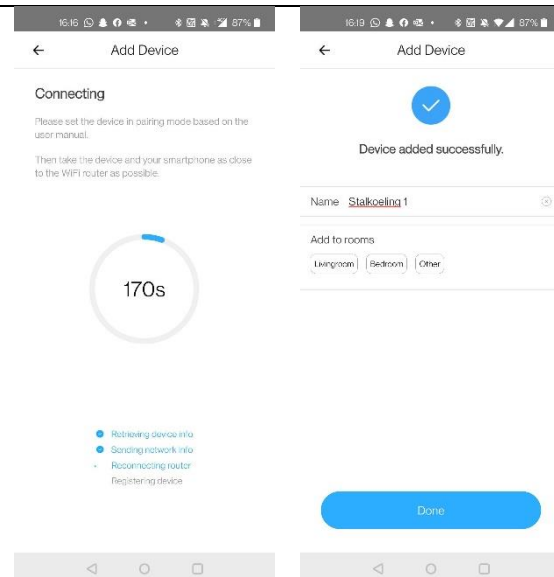 16:16 87%
Add Device
Connecting
Please set the device in pairing mode based on the
user manual.
Then take the device and your smartphone as close
to the WiFi router as possible.
170s
Retrieving device info
Sending network info
Reconnecting router
Registering device
16:19 87%
Add Device
Device added successfully.
Name Stalkoeling 1
Add to rooms
Livingroom Bedroom Other
Done